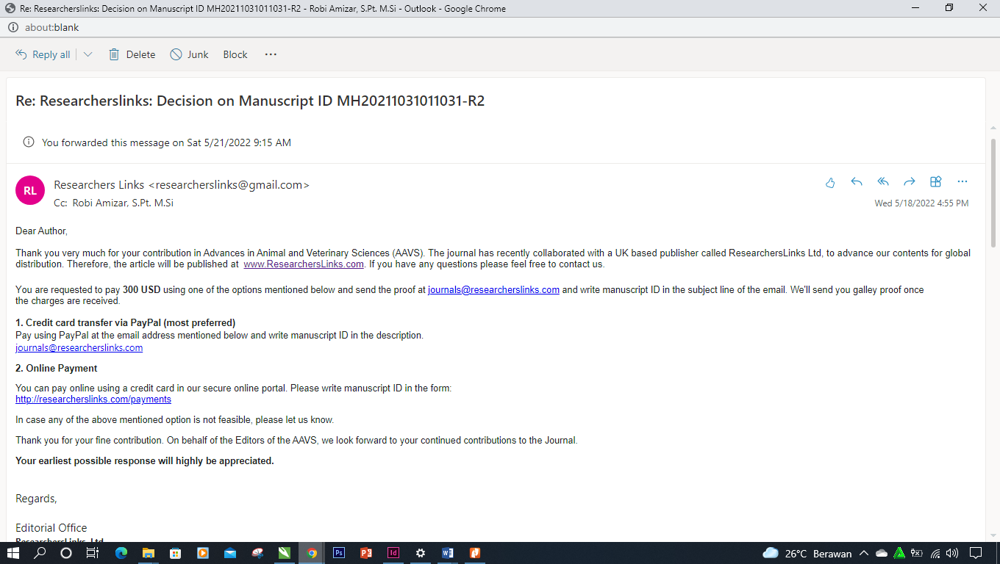 Re: Researcherslinks: Decision on Manuscript ID MH20211031011031-R2 - Robi Amizar, S.Pt. M.Si - Outlook - Google Chrome
about:blank
Reply all Delete Junk Block ...
Re: Researcherslinks: Decision on Manuscript ID MH20211031011031-R2
You forwarded this message on Sat 5/21/2022 9:15 AM
RL
Researchers Links <researcherslinks@gmail.com>
Cc: Robi Amizar, S.Pt. M.Si
Wed 5/18/2022 4:55 PM
Dear Author,
Thank you very much for your contribution in Advances in Animal and Veterinary Sciences (AAVS). The journal has recently collaborated with a UK based publisher called ResearchersLinks Ltd, to advance our contents for global
distribution. Therefore, the article will be published at www.ResearchersLinks.com. If you have any questions please feel free to contact us.
You are requested to pay 300 USD using one of the options mentioned below and send the proof at journals@researcherslinks.com and write manuscript ID in the subject line of the email. We'll send you galley proof once
the charges are received.
1. Credit card transfer via PayPal (most preferred)
Pay using PayPal at the email address mentioned below and write manuscript ID in the description.
journals@researcherslinks.com
2. Online Payment
You can pay online using a credit card in our secure online portal. Please write manuscript ID in the form:
http://researcherslinks.com/payments
In case any of the above mentioned option is not feasible, please let us know.
Thank you for your fine contribution. On behalf of the Editors of the AAVS, we look forward to your continued contributions to the Journal.
Your earliest possible response will highly be appreciated.
Regards,
Editorial Office
ResearchersLinks, Ltd
26°C Berawan